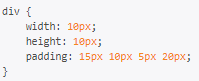 div {
    width: 10px;
    height: 10px;
    padding: 15px 10px 5px 20px;
}